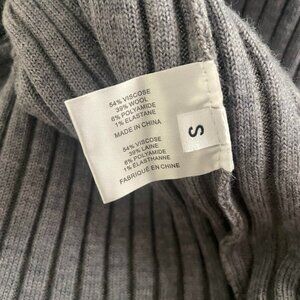 54% VISCOSE
39% WOOL
6% POLYAMIDE
1% ELASTANE
MADE IN CHINA
54% VISCOSE
39% LAINE
6% POLYAMIDE
1% ELASTHANNE
FABRIQUE EN CHINE
S